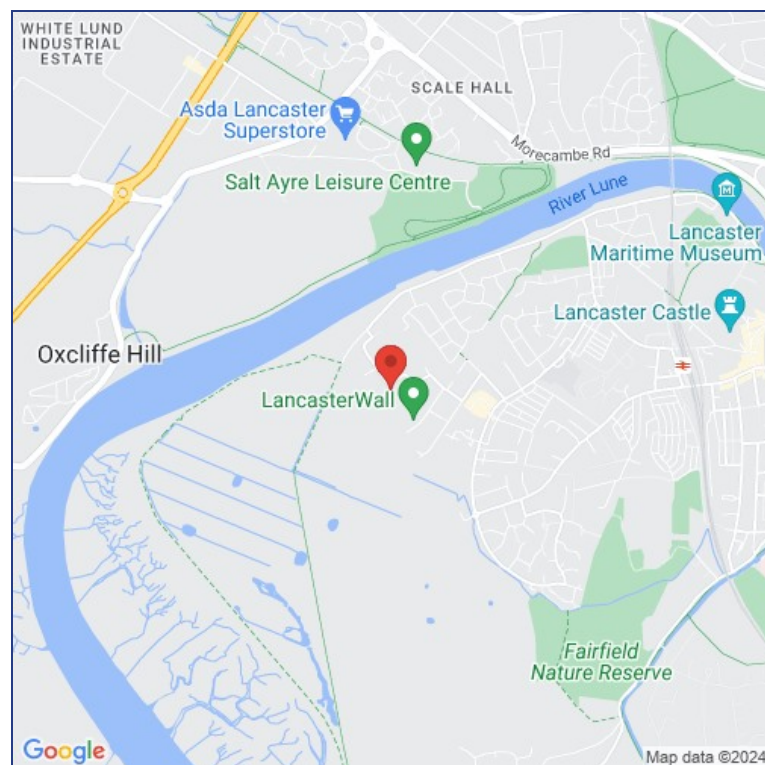 WHITE LUND
INDUSTRIAL
ESTATE
SCALE HALL
Asda Lancaster
Superstore
Morecambe Rd
Salt Ayre Leisure Centre
River Lune
Lancaster
Maritime Museum
Lancaster Castle
Oxcliffe Hill
LancasterWall
Fairfield
Nature Reserve
Google
Map data ©2024